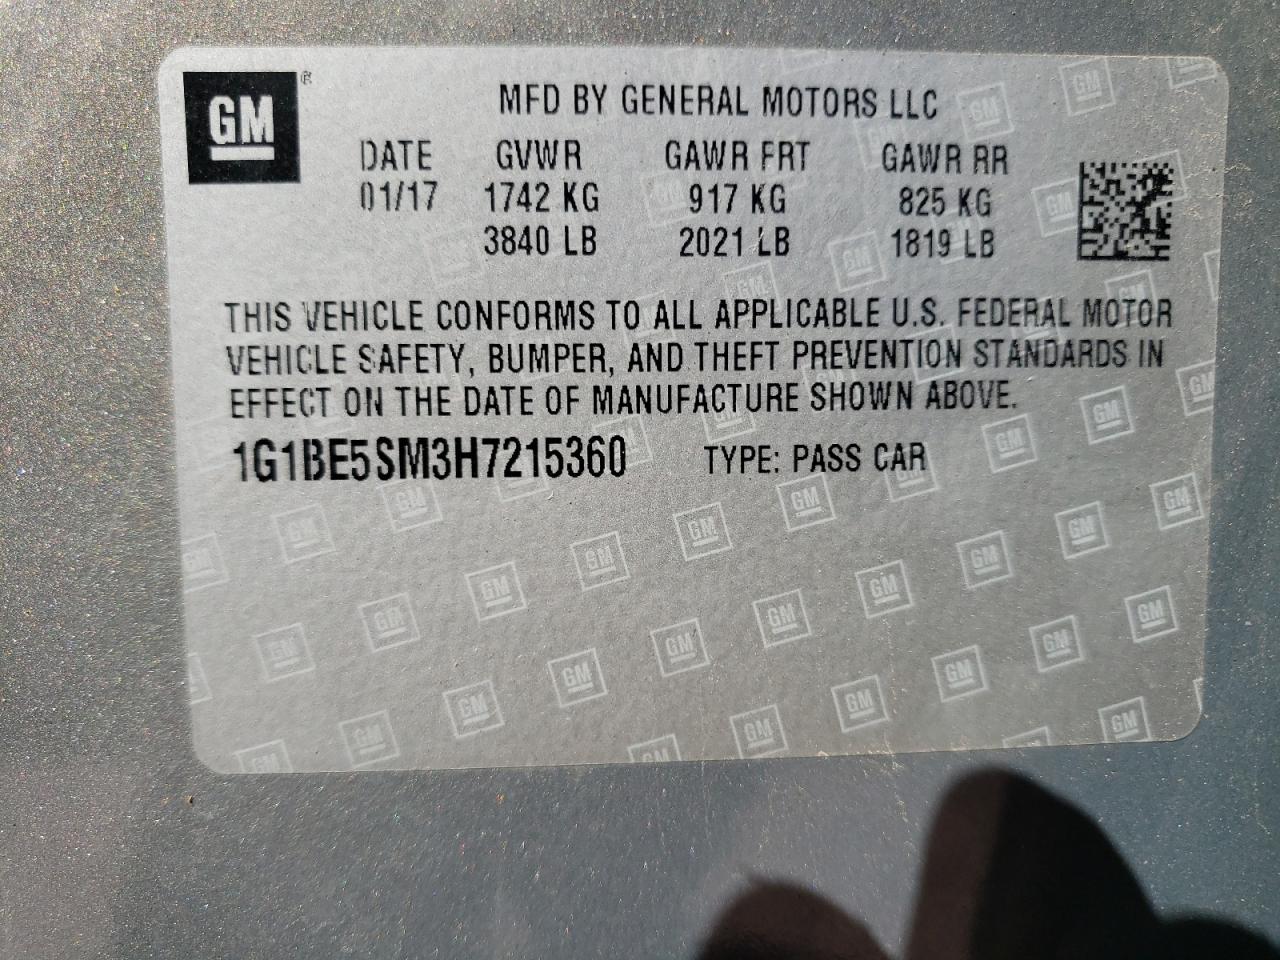 GM®
MFD BY GENERAL MOTORS LLC
DATE GVWR GAWR FRT GAWR RR
01/17 1742 KG 917 KG 825 KG
3840 LB 2021 LB 1819 LB
THIS VEHICLE CONFORMS TO ALL APPLICABLE U.S. FEDERAL MOTOR
VEHICLE SAFETY, BUMPER, AND THEFT PREVENTION STANDARDS IN
EFFECT ON THE DATE OF MANUFACTURE SHOWN ABOVE.
1G1BE5SM3H7215360 TYPE: PASS CAR